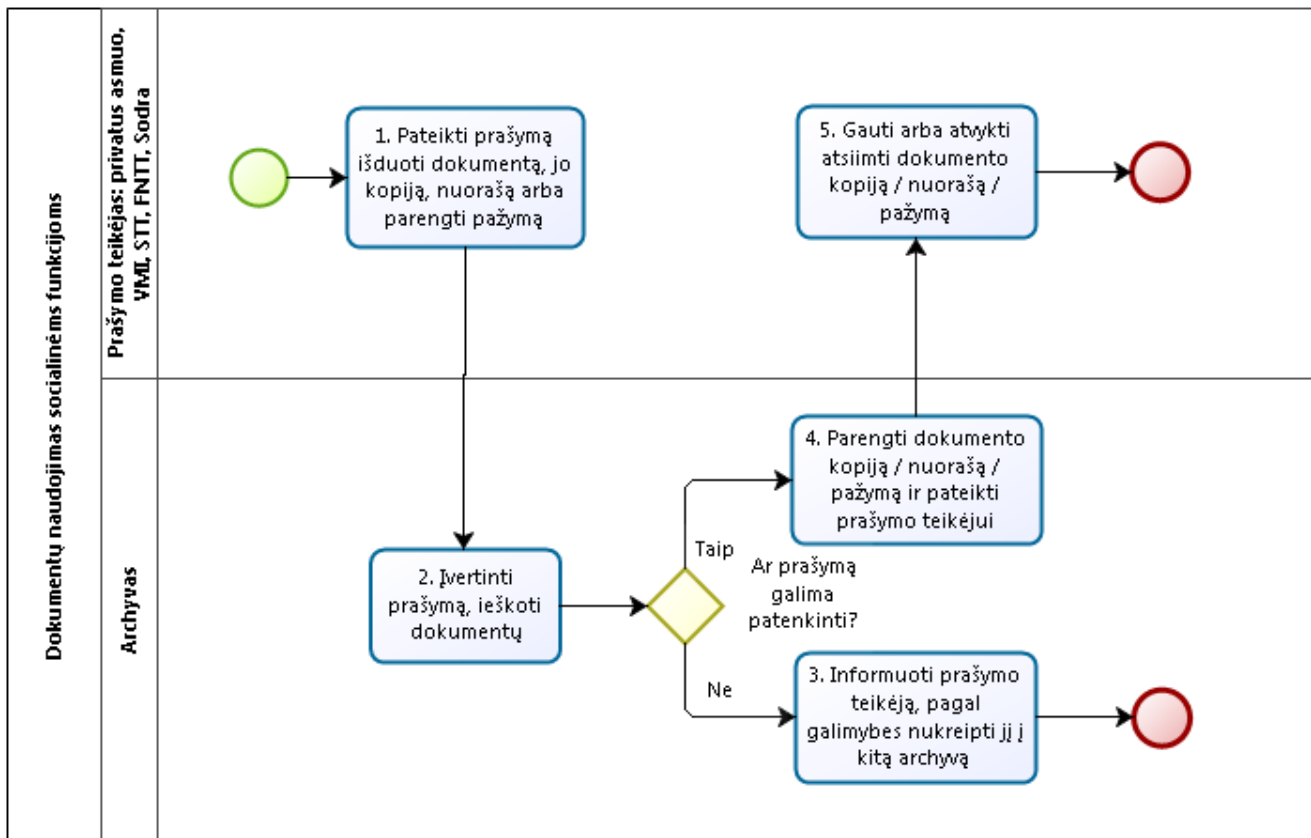 Dokumentų naudojimas socialinėms funkcijoms
Prašymo teikėjas: privatus asmuo,
VMI, STT, FNTT, Sodra
1. Pateikti prašymą
išduoti dokumentą, jo
kopiją, nuorašą arba
parengti pažymą
5. Gauti arba atvykti
atsiimti dokumento
kopiją / nuorašą /
pažymą
Archyvas
2. Įvertinti
prašymą, ieškoti
dokumentų
Taip
Ar prašymą
galima
patenkinti?
Ne
4. Parengti dokumento
kopiją / nuorašą /
pažymą ir pateikti
prašymo teikėjui
3. Informuoti prašymo
teikėją, pagal
galimybes nukreipti jį į
kitą archyvą